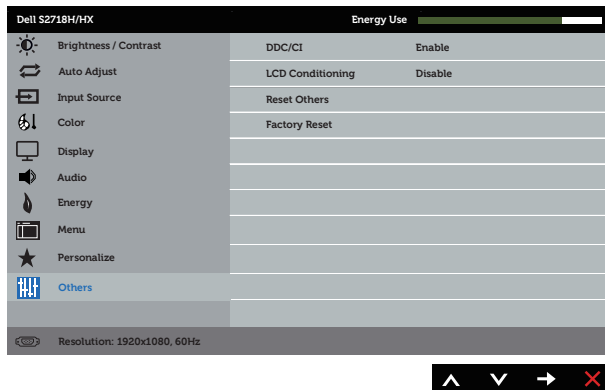 Dell S2718H/HX Energy Use
Brightness / Contrast
Auto Adjust
Input Source
Color
Display
Audio
Energy
Menu
Personalize
Others
DDC/CI Enable
LCD Conditioning Disable
Reset Others
Factory Reset
Resolution: 1920x1080, 60Hz